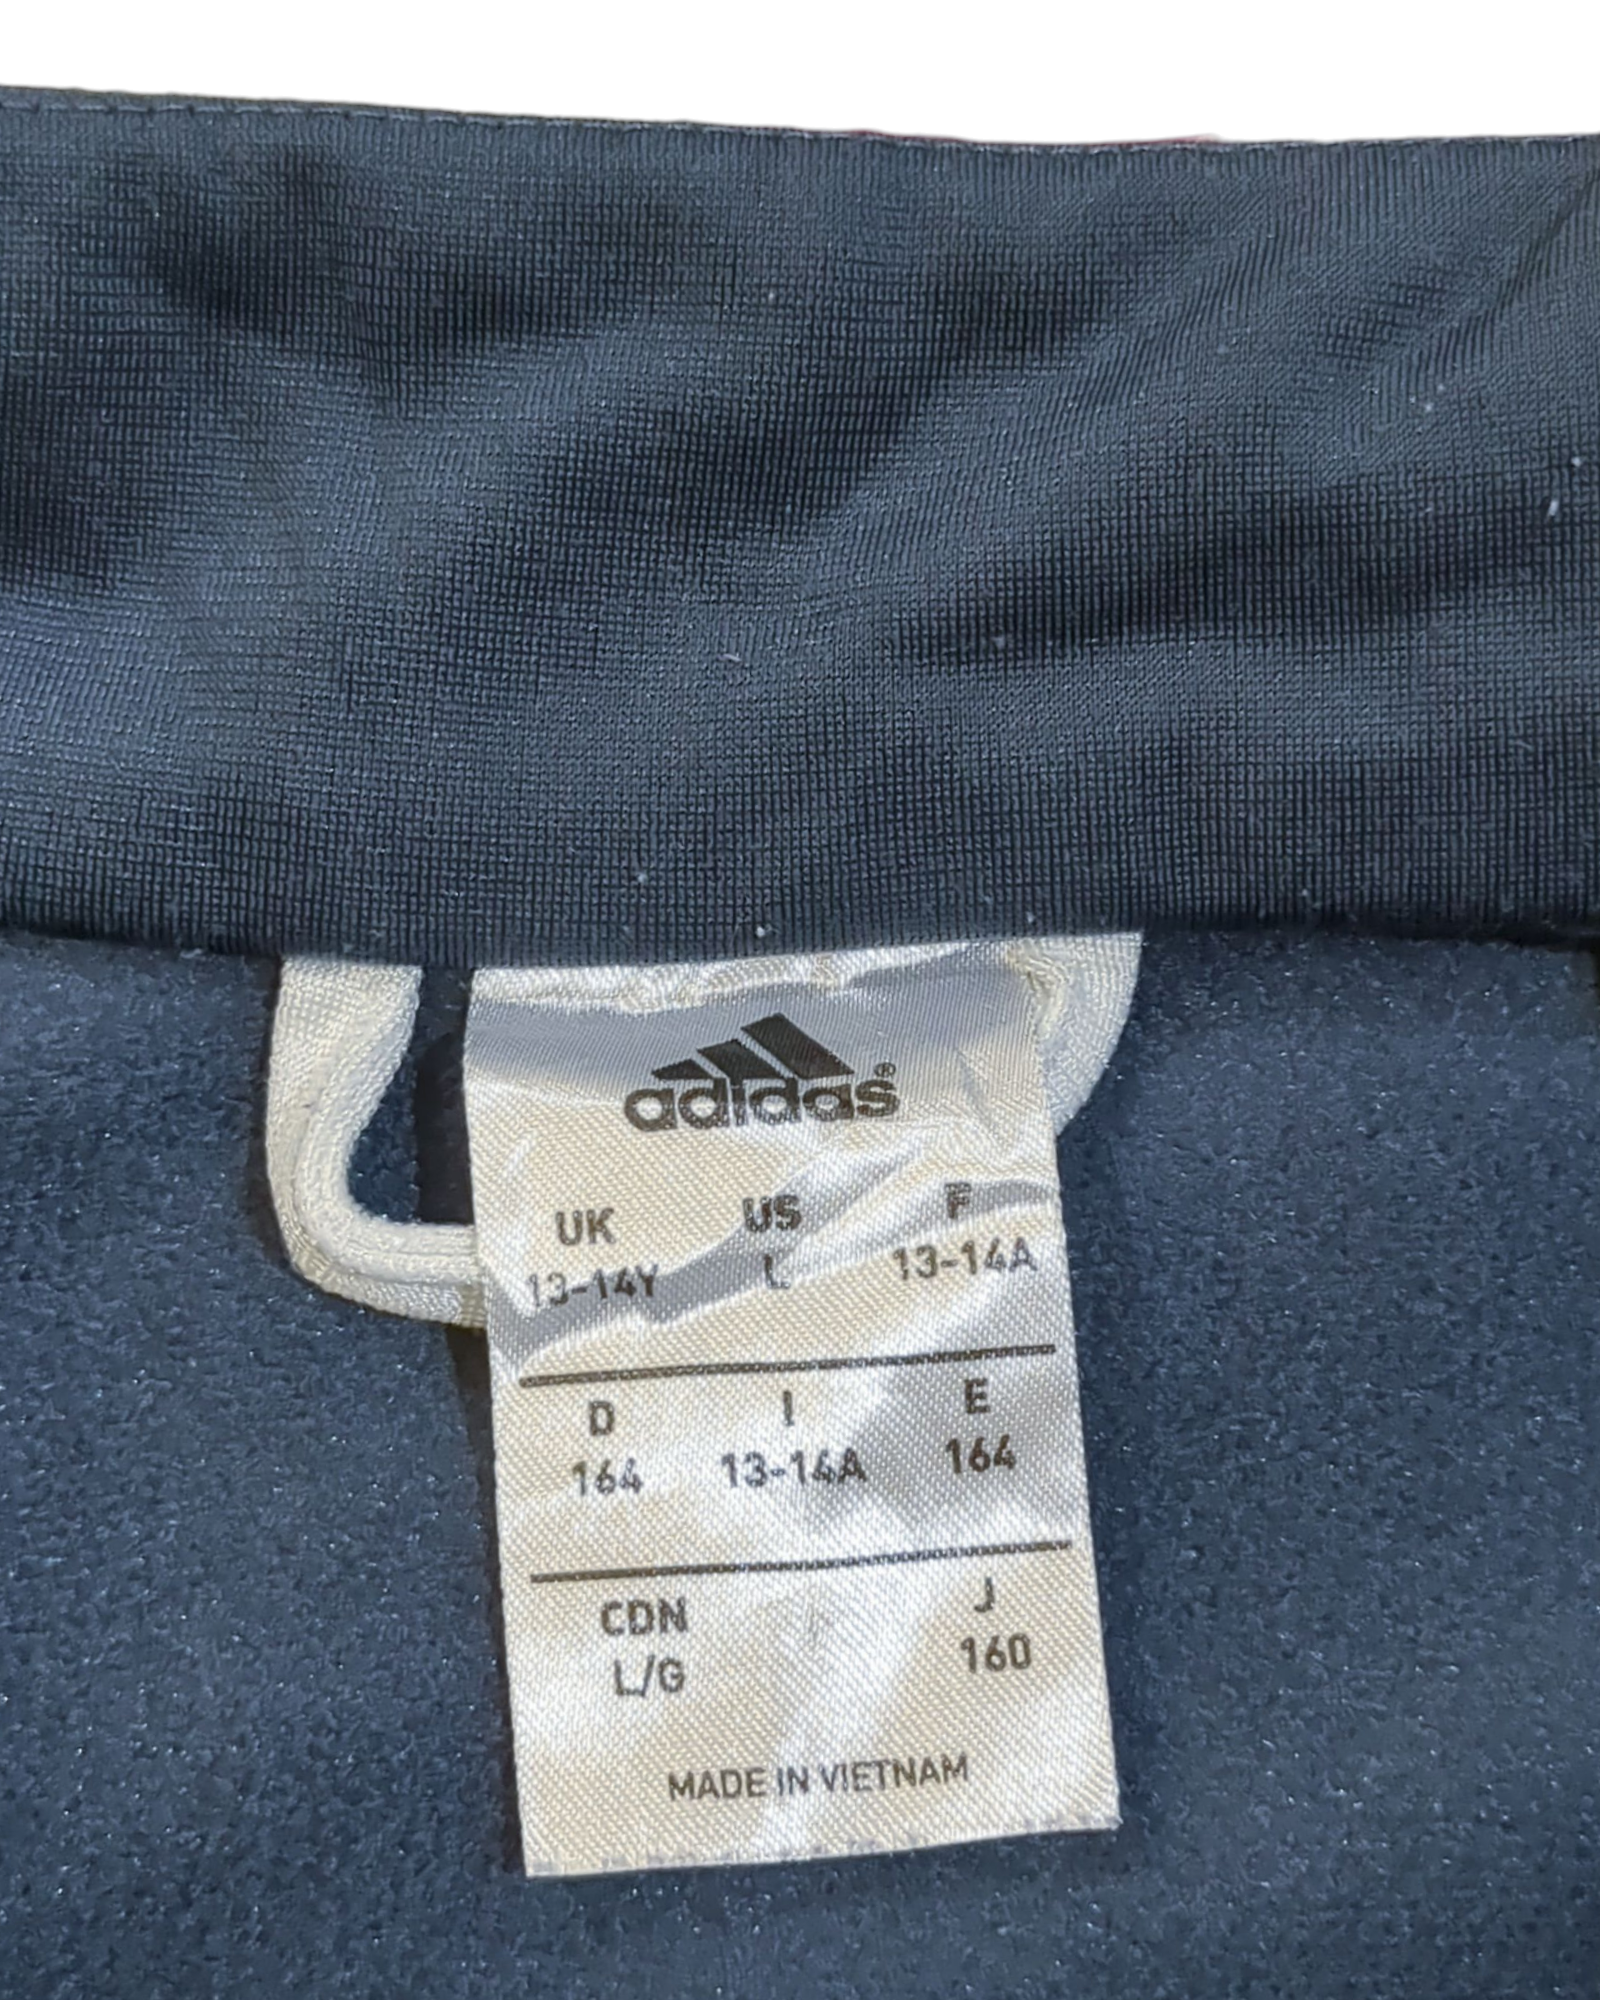 adidas®
UK US F
13-14Y L 13-14A
D I E
164 13-14A 164
CDN J
L/G 160
MADE IN VIETNAM